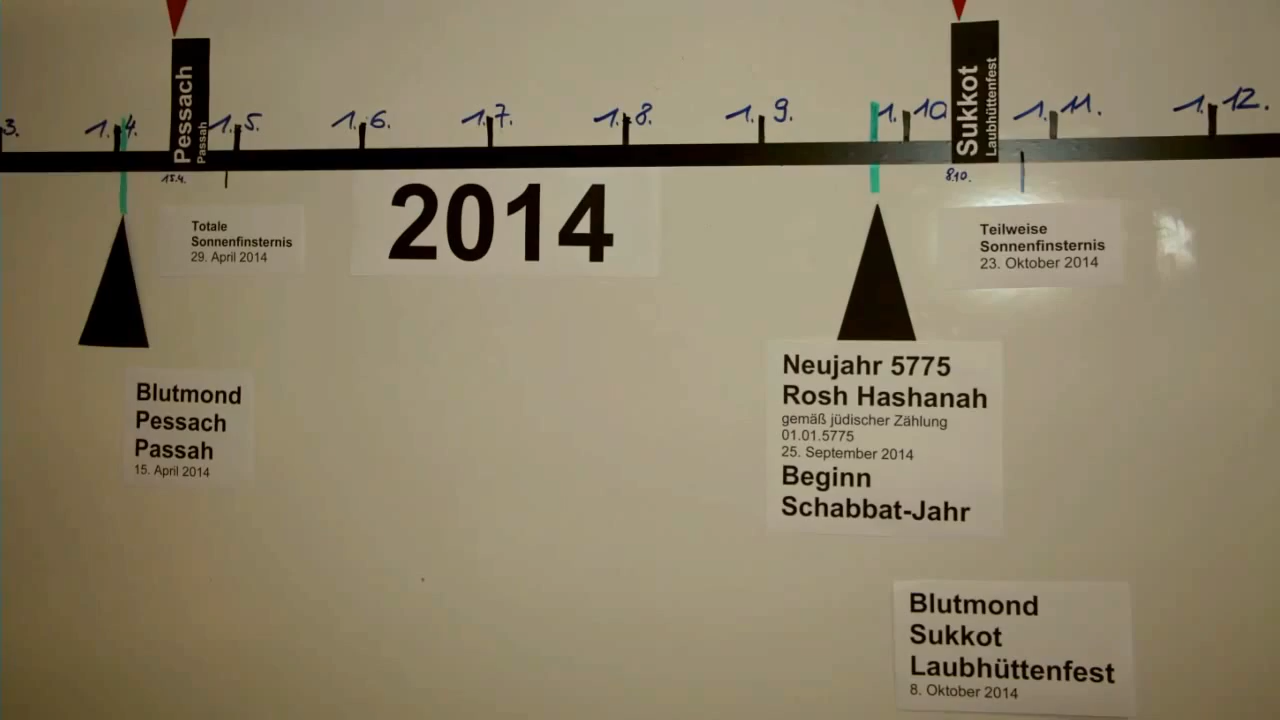 Pessach
Passah
Sukkot
Laubhüttenfest
3.
1.4.
1.5.
1.6.
1.7.
1.8.
1.9.
1.10
1.11.
1.12.
15.4.
8.10.
2014
Totale
Sonnenfinsternis
29. April 2014
Teilweise
Sonnenfinsternis
23. Oktober 2014
Blutmond
Pessach
Passah
15. April 2014
Neujahr 5775
Rosh Hashanah
gemäß jüdischer Zählung
01.01.5775
25. September 2014
Beginn
Schabbat-Jahr
Blutmond
Sukkot
Laubhüttenfest
8. Oktober 2014